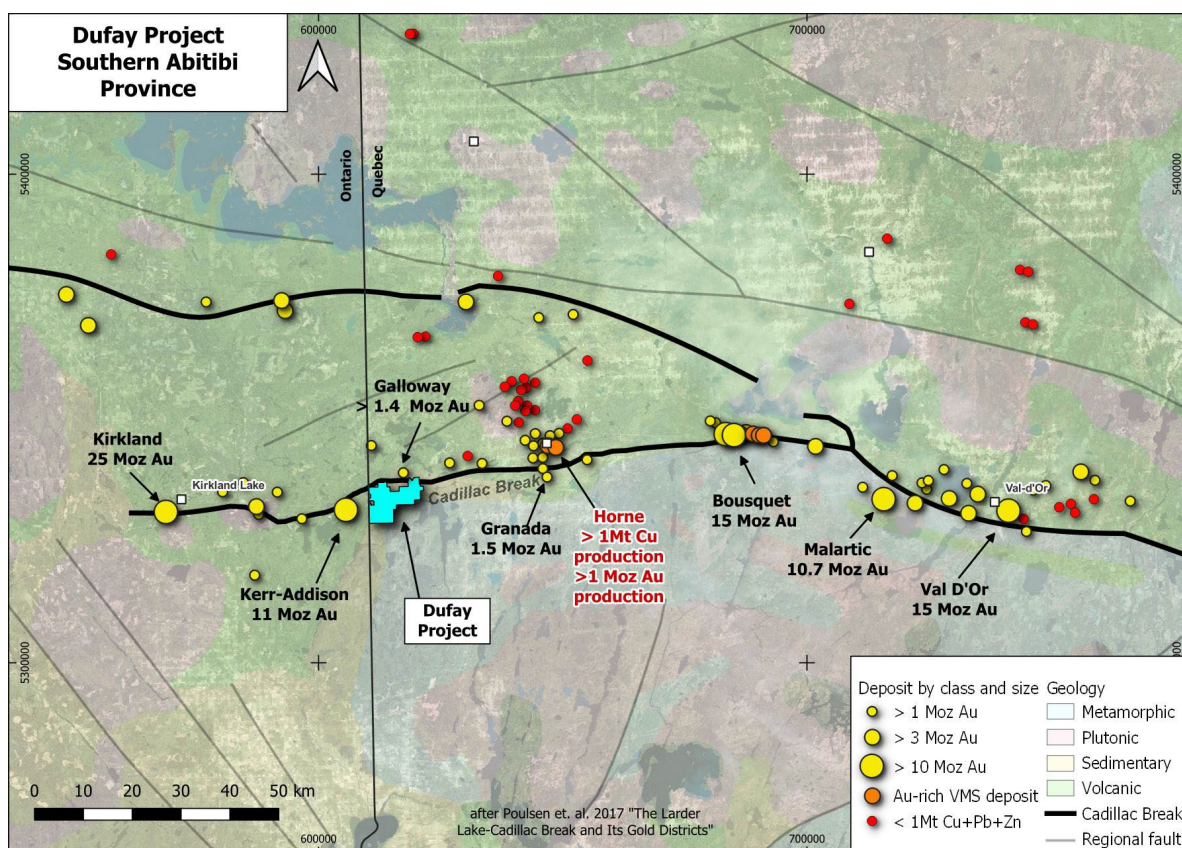 Dufay Project
Southern Abitibi
Province
600000
700000
Ontario
Quebec
5400000
5400000
Galloway
> 1.4 Moz Au
Kirkland
25 Moz Au
Kirkland Lake
Cadillac Break
Val-d'Or
Kerr-Addison
11 Moz Au
Dufay
Project
Granada
1.5 Moz Au
Horne
> 1Mt Cu
production
>1 Moz Au
production
Bousquet
15 Moz Au
Malartic
10.7 Moz Au
Val D'Or
15 Moz Au
5300000
5300000
Deposit by class and size
> 1 Moz Au
> 3 Moz Au
> 10 Moz Au
Au-rich VMS deposit
< 1Mt Cu+Pb+Zn
Geology
Metamorphic
Plutonic
Sedimentary
Volcanic
Cadillac Break
Regional fault
0 10 20 30 40 50 km
after Poulsen et. al. 2017 "The Larder
Lake-Cadillac Break and Its Gold Districts"
600000
700000